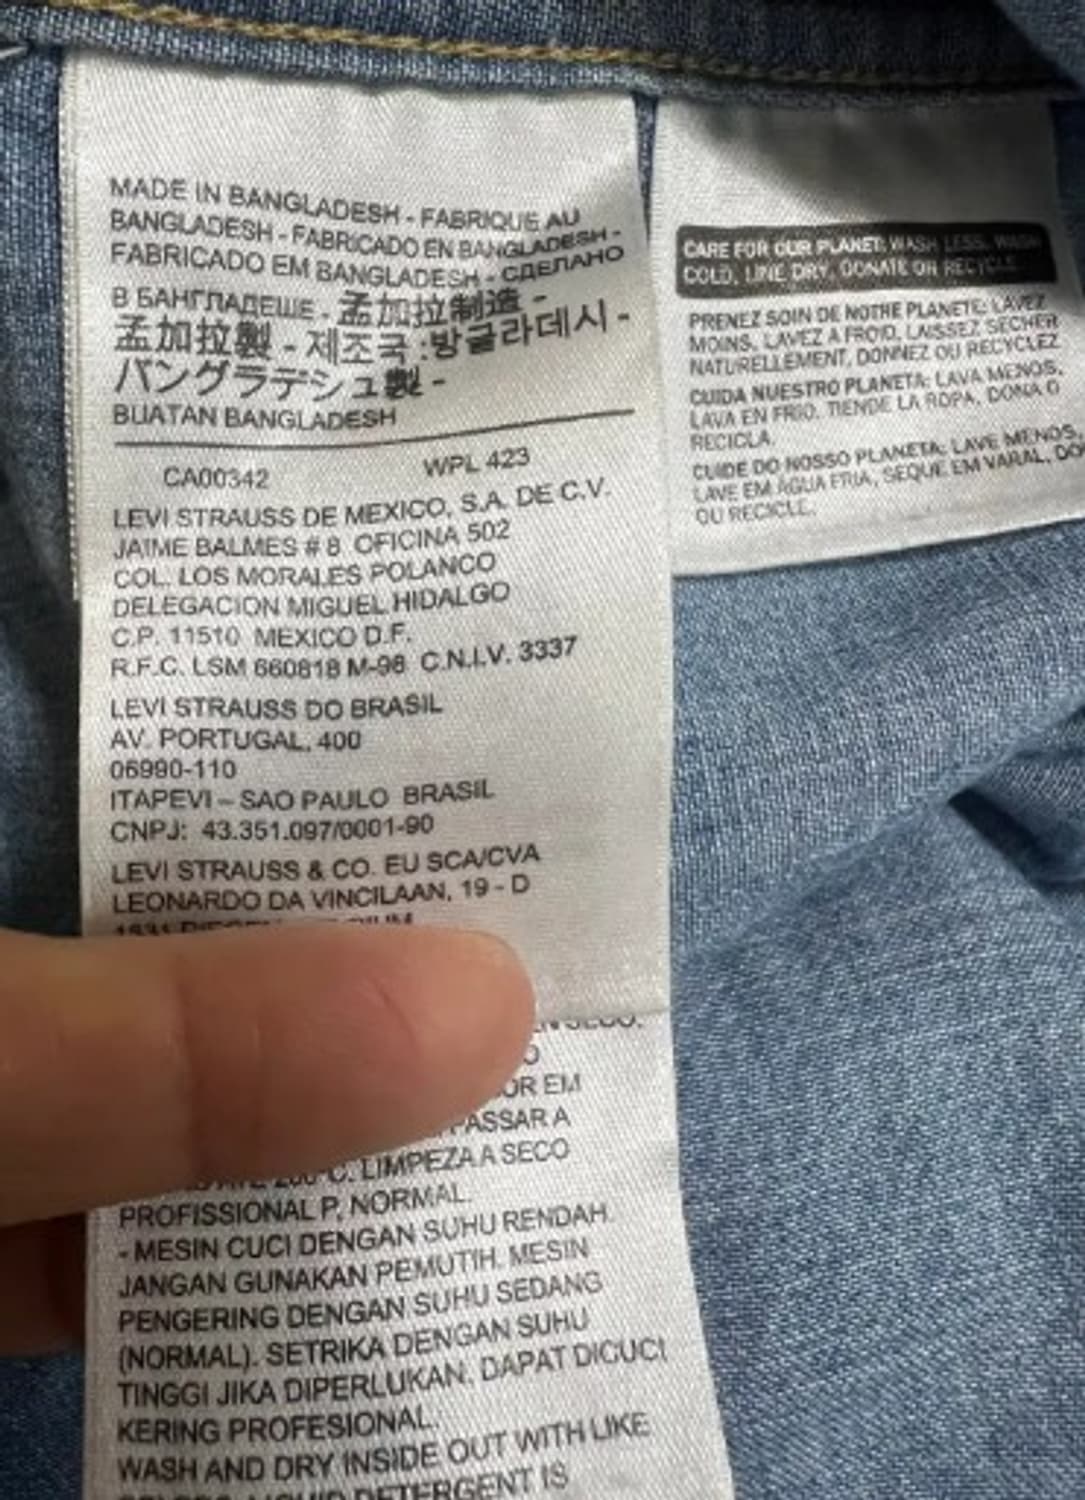 MADE IN BANGLADESH - FABRIQUE AU
BANGLADESH - FABRICADO EN BANGLADESH -
FABRICADO EM BANGLADESH - СДЕЛАНО
В БАНГЛАДЕШЕ - 孟加拉制造 -
孟加拉製 - 제조국 :방글라데시 -
バングラデシュ製 -
BUATAN BANGLADESH
CA00342 WPL 423
LEVI STRAUSS DE MEXICO, S.A. DE C.V.
JAIME BALMES # 8 OFICINA 502
COL. LOS MORALES POLANCO
DELEGACION MIGUEL HIDALGO
C.P. 11510 MEXICO D.F.
R.F.C. LSM 660818 M-98 C.N.I.V. 3337
LEVI STRAUSS DO BRASIL
AV. PORTUGAL, 400
06990-110
ITAPEVI – SAO PAULO BRASIL
CNPJ: 43.351.097/0001-90
LEVI STRAUSS & CO. EU SCA/CVA
LEONARDO DA VINCILAAN, 19 - D
OR EM
PASSAR A
C. LIMPEZA A SECO
PROFISSIONAL P, NORMAL.
- MESIN CUCI DENGAN SUHU RENDAH.
JANGAN GUNAKAN PEMUTIH. MESIN
PENGERING DENGAN SUHU SEDANG
(NORMAL). SETRIKA DENGAN SUHU
TINGGI JIKA DIPERLUKAN. DAPAT DICUCI
KERING PROFESIONAL.
WASH AND DRY INSIDE OUT WITH LIKE
LIQUID DETERGENT IS
CARE FOR OUR PLANET: WASH LESS, WASH
COLD, LINE DRY, DONATE OR RECYCLE.
PRENEZ SOIN DE NOTRE PLANETE: LAVEZ
MOINS, LAVEZ A FROID, LAISSEZ SECHER
NATURELLEMENT, DONNEZ OU RECYCLEZ
CUIDA NUESTRO PLANETA: LAVA MENOS,
LAVA EN FRIO, TIENDE LA ROPA, DONA O
RECICLA.
CUIDE DO NOSSO PLANETA: LAVE MENOS,
LAVE EM ÁGUA FRIA, SEQUE EM VARAL, DO
OU RECICLE.